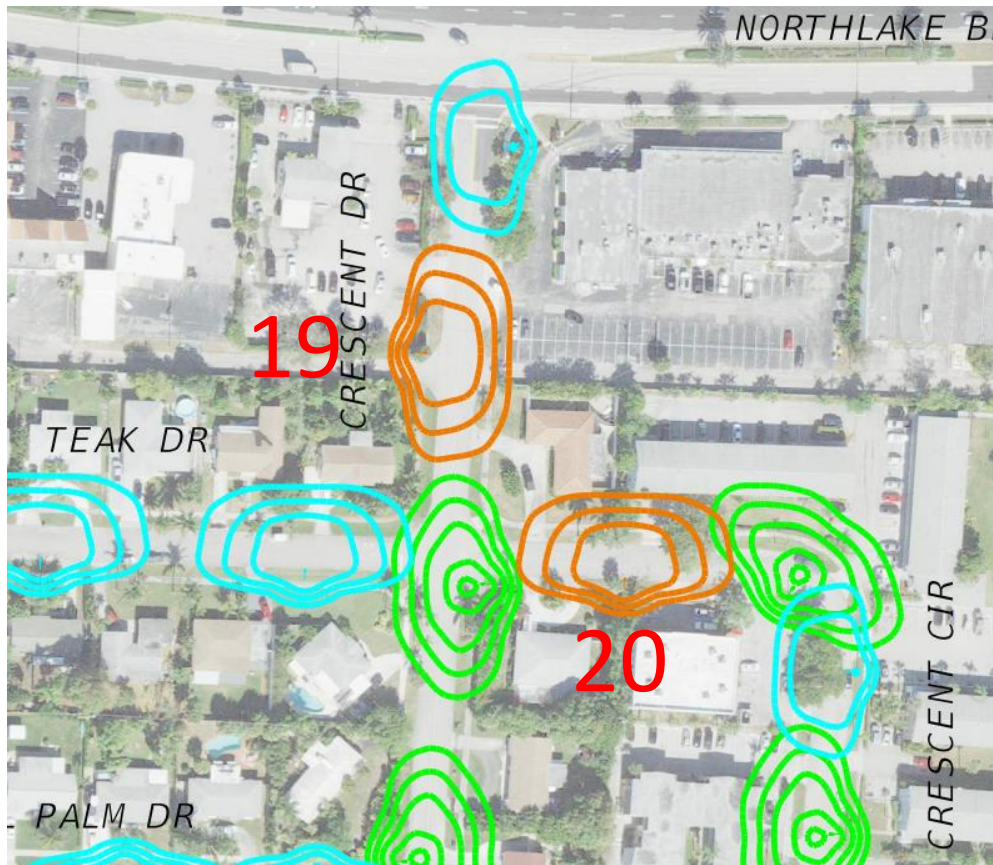 NORTHLAKE B
CRESCENT DR
19
TEAK DR
20
CRESCENT CIR
PALM DR